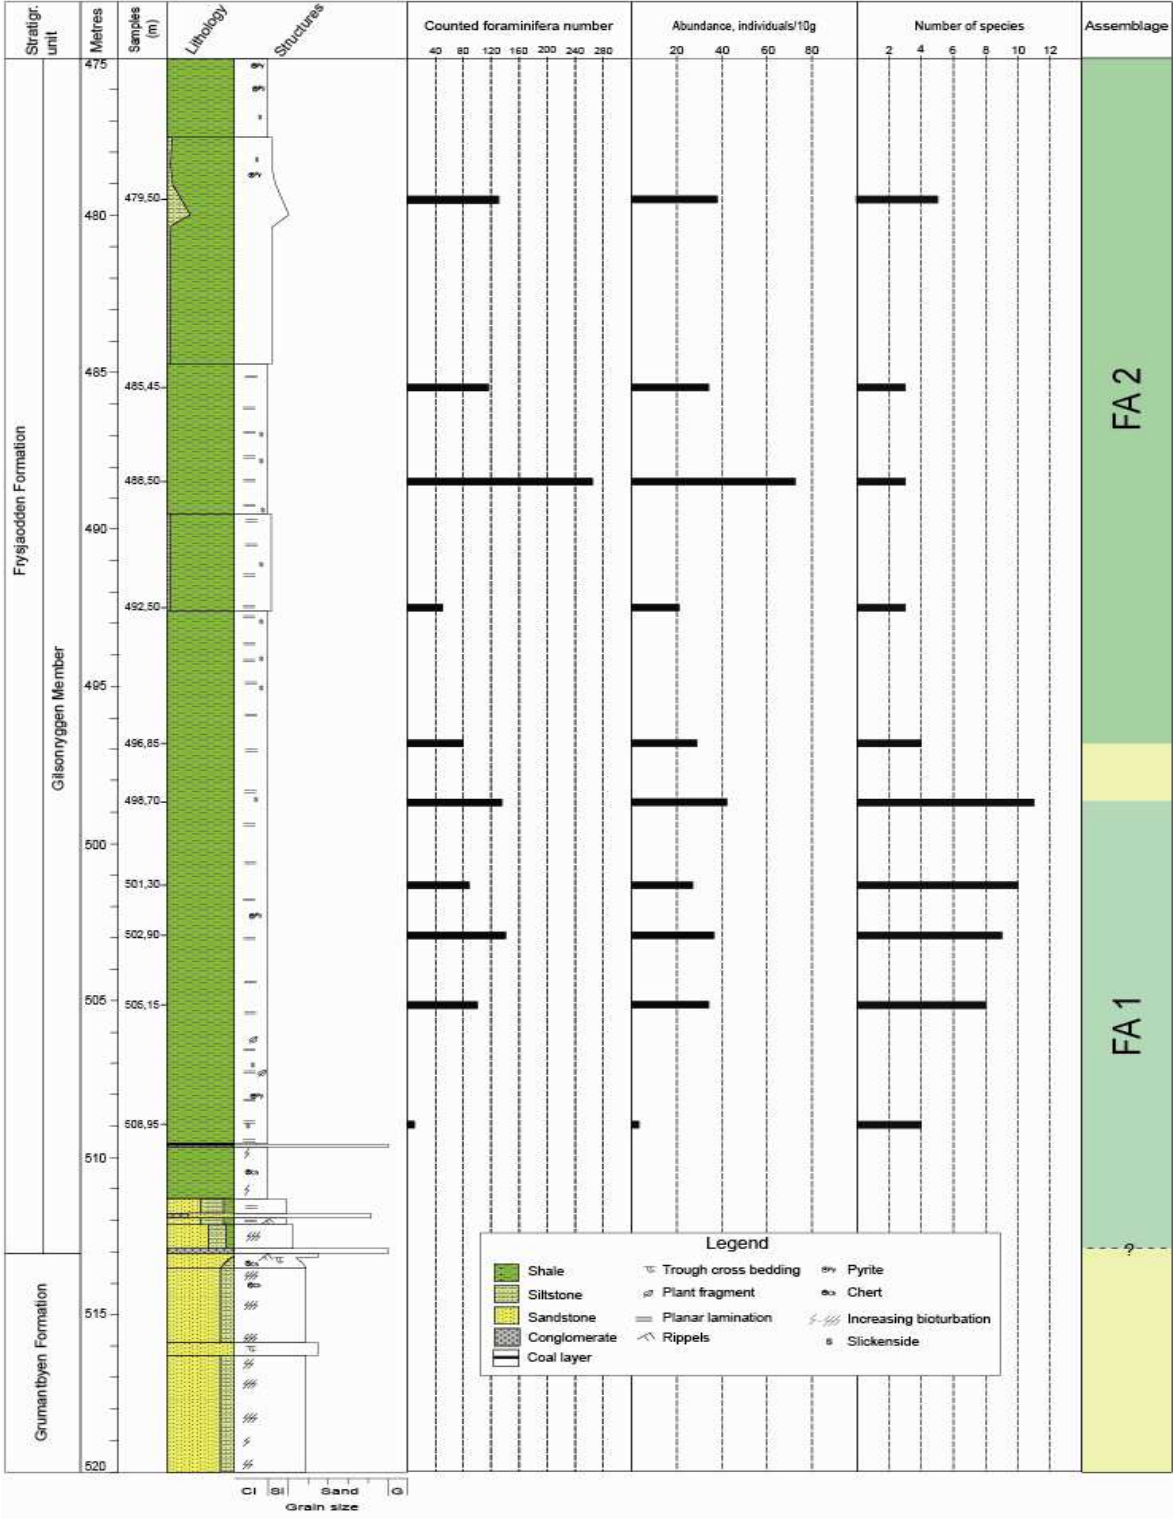 Stratigr.
unit
Metres
Samples
(m)
Lithology
Structures
Counted foraminifera number
40 80 120 160 200 240 280
Abundance, individuals/10g
20 40 60 80
Number of species
2 4 6 8 10 12
Assemblage
475
479,50
480
485
485,45
488,50
490
492,50
495
496,85
498,70
500
501,30
502,90
505
505,15
508,95
510
515
520
Frysjaodden Formation
Gilsonryggen Member
Grumantbyen Formation
FA 2
FA 1
?
Legend
Shale
Siltstone
Sandstone
Conglomerate
Coal layer
Trough cross bedding
Plant fragment
Planar lamination
Rippels
Pyrite
Chert
Increasing bioturbation
Slickenside
Cl Si Sand G
Grain size